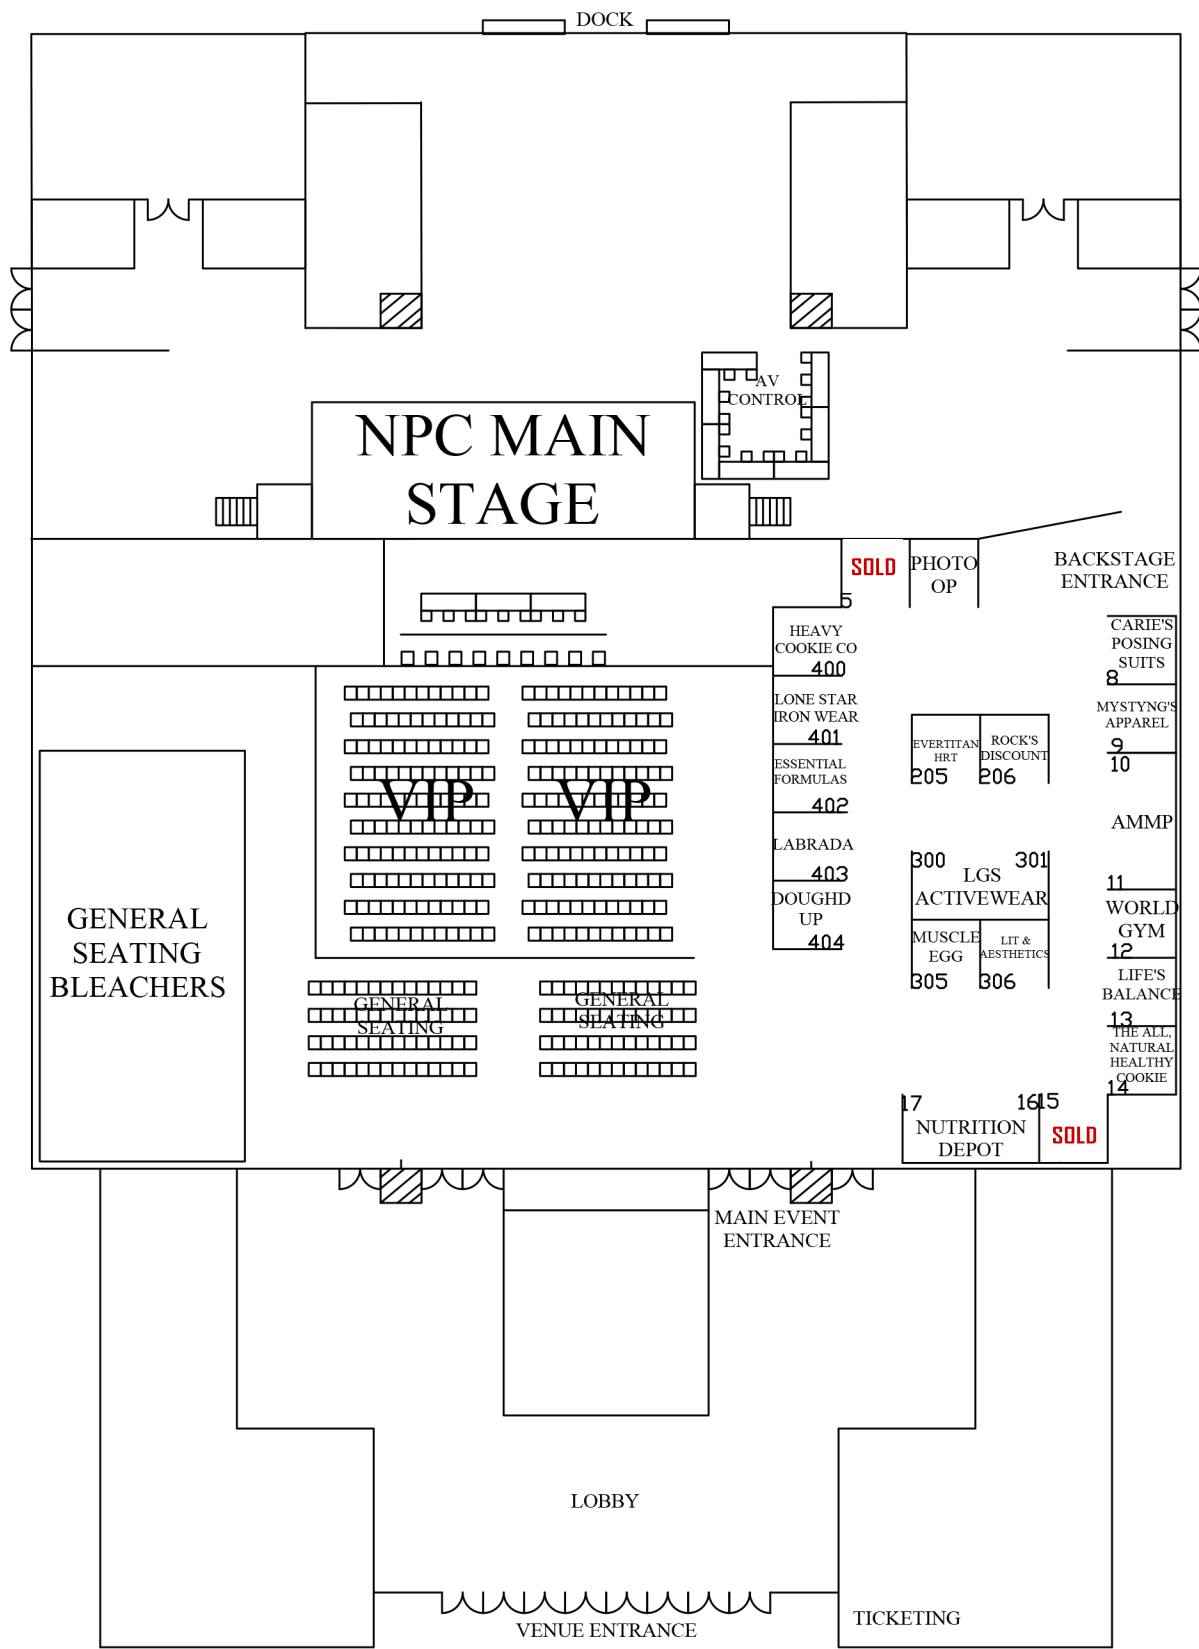 DOCK
AV
CONTROL
NPC MAIN
STAGE
SOLD
5
PHOTO
OP
BACKSTAGE
ENTRANCE
HEAVY
COOKIE CO
400
CARIE'S
POSING
SUITS
8
LONE STAR
IRON WEAR
401
MYSTYNG'S
APPAREL
9
EVERTITAN
HRT
205
ROCK'S
DISCOUNT
206
ESSENTIAL
FORMULAS
402
10
AMMP
11
VIP
VIP
LABRADA
403
300
301
LGS
ACTIVEWEAR
DOUGHD
UP
404
WORLD
GYM
12
MUSCLE
EGG
305
LIT &
AESTHETICS
306
GENERAL
SEATING
BLEACHERS
LIFE'S
BALANCE
13
GENERAL
SEATING
GENERAL
SEATING
THE ALL,
NATURAL
HEALTHY
COOKIE
14
17
16
15
NUTRITION
DEPOT
SOLD
MAIN EVENT
ENTRANCE
LOBBY
VENUE ENTRANCE
TICKETING